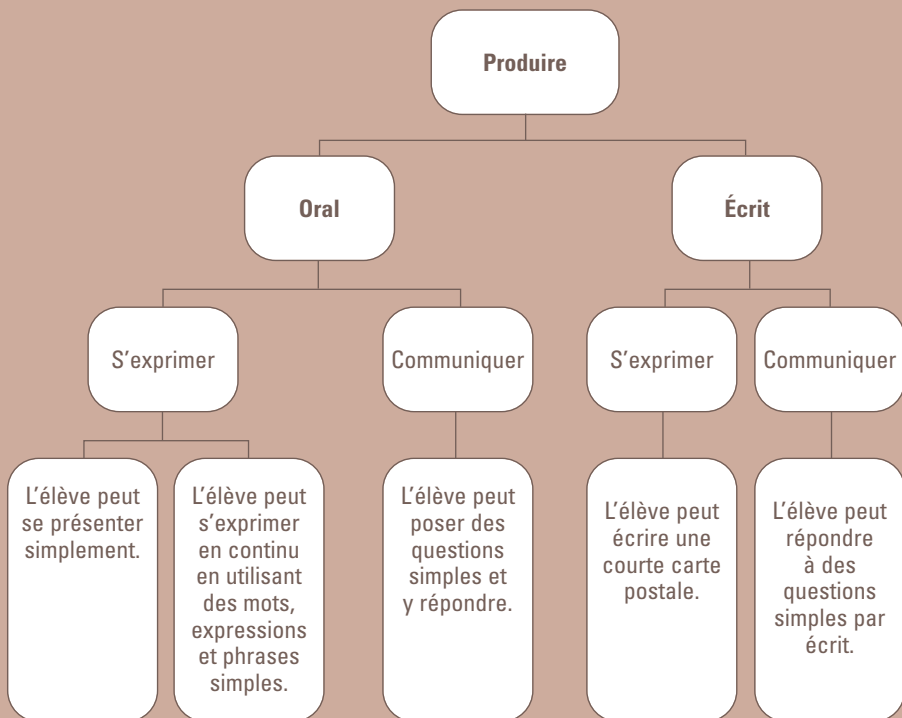 Produire
Oral
Écrit
S’exprimer
Communiquer
S’exprimer
Communiquer
L’élève peut
se présenter
simplement.
L’élève peut
s’exprimer
en continu
en utilisant
des mots,
expressions
et phrases
simples.
L’élève peut
poser des
questions
simples et
y répondre.
L’élève peut
écrire une
courte carte
postale.
L’élève peut
répondre
à des
questions
simples par
écrit.